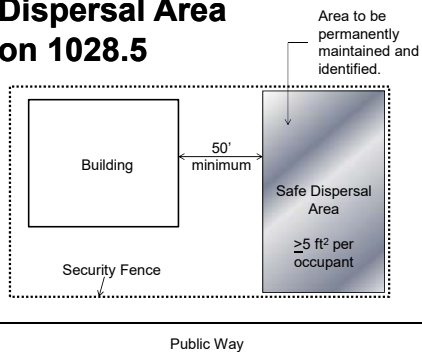 Dispersal Area
on 1028.5
Area to be
permanently
maintained and
identified.
50'
minimum
Building
Safe Dispersal
Area
≥5 ft² per
occupant
Security Fence
Public Way